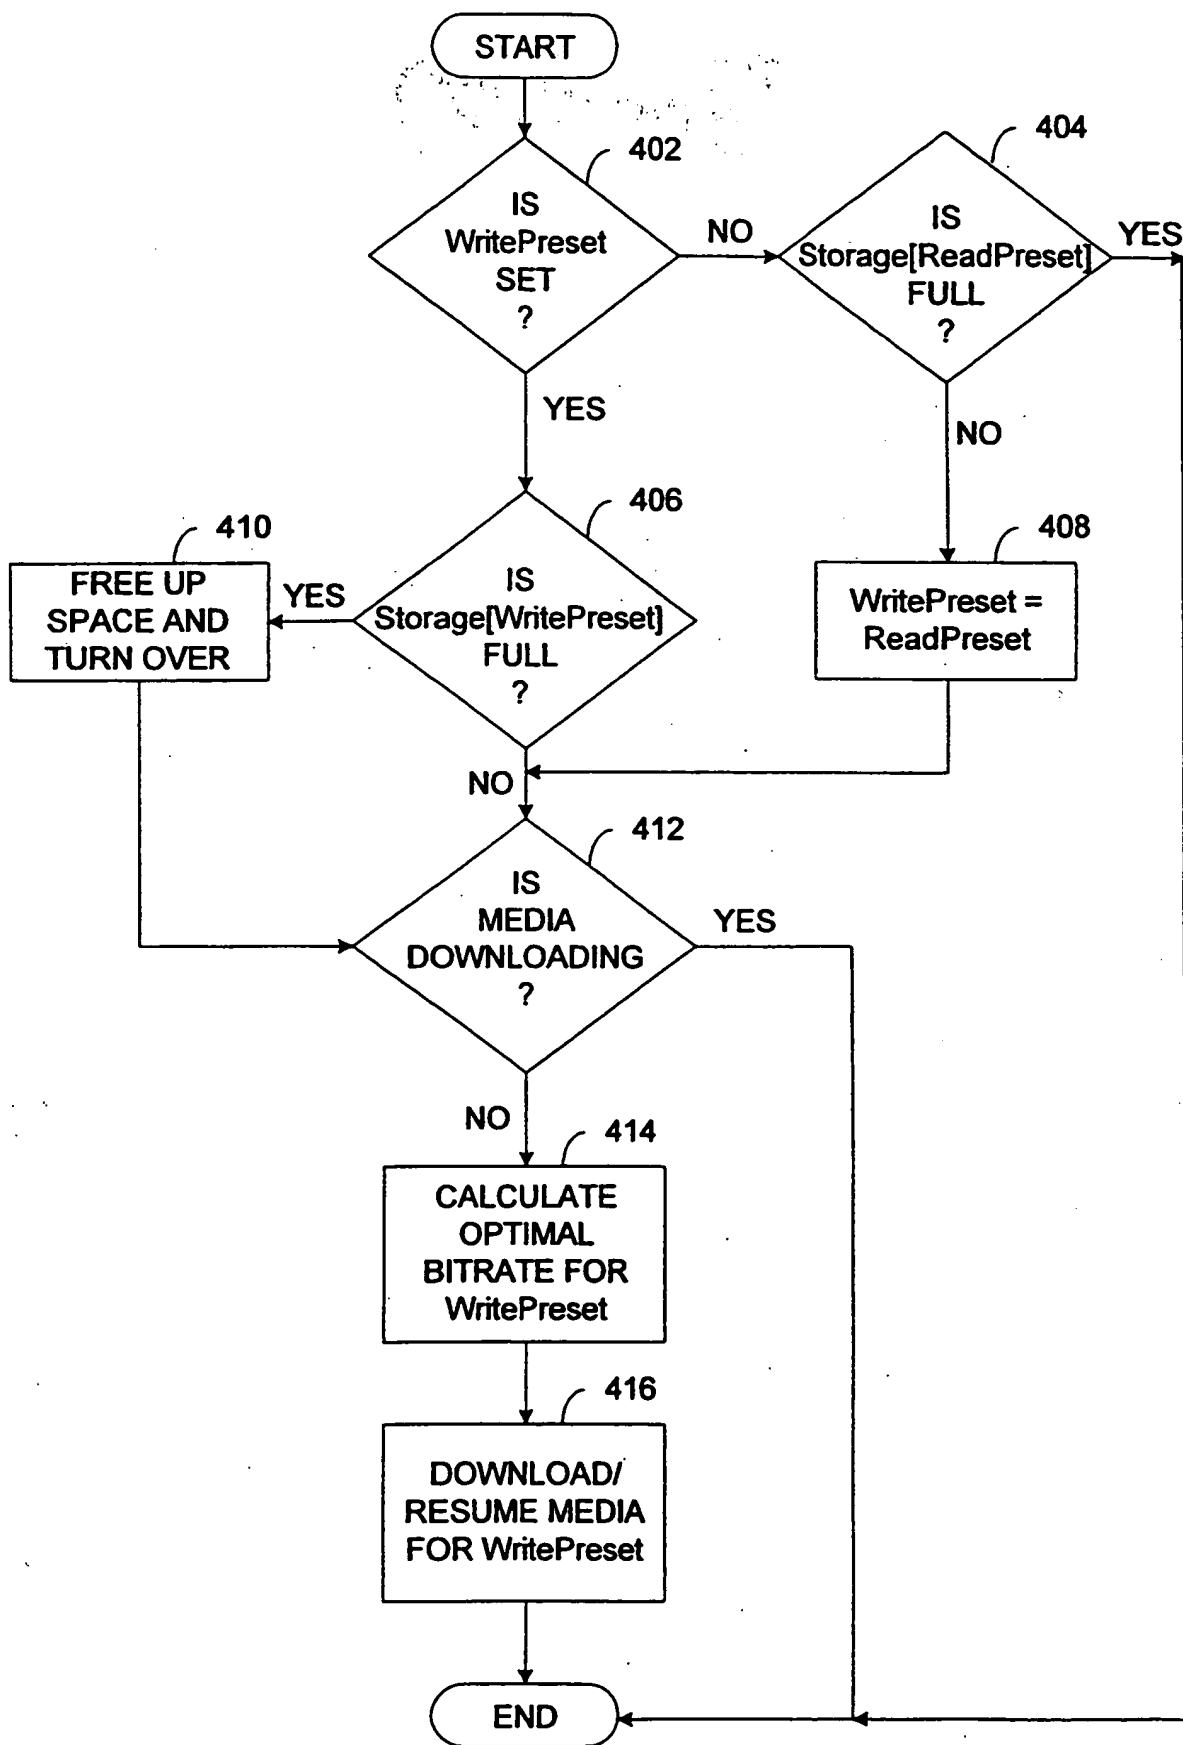 START
402
IS
WritePreset
SET
?
NO
404
IS
Storage[ReadPreset]
FULL
?
YES
YES
NO
406
IS
Storage[WritePreset]
FULL
?
YES
410
FREE UP
SPACE AND
TURN OVER
408
WritePreset =
ReadPreset
NO
412
IS
MEDIA
DOWNLOADING
?
YES
NO
414
CALCULATE
OPTIMAL
BITRATE FOR
WritePreset
416
DOWNLOAD/
RESUME MEDIA
FOR WritePreset
END